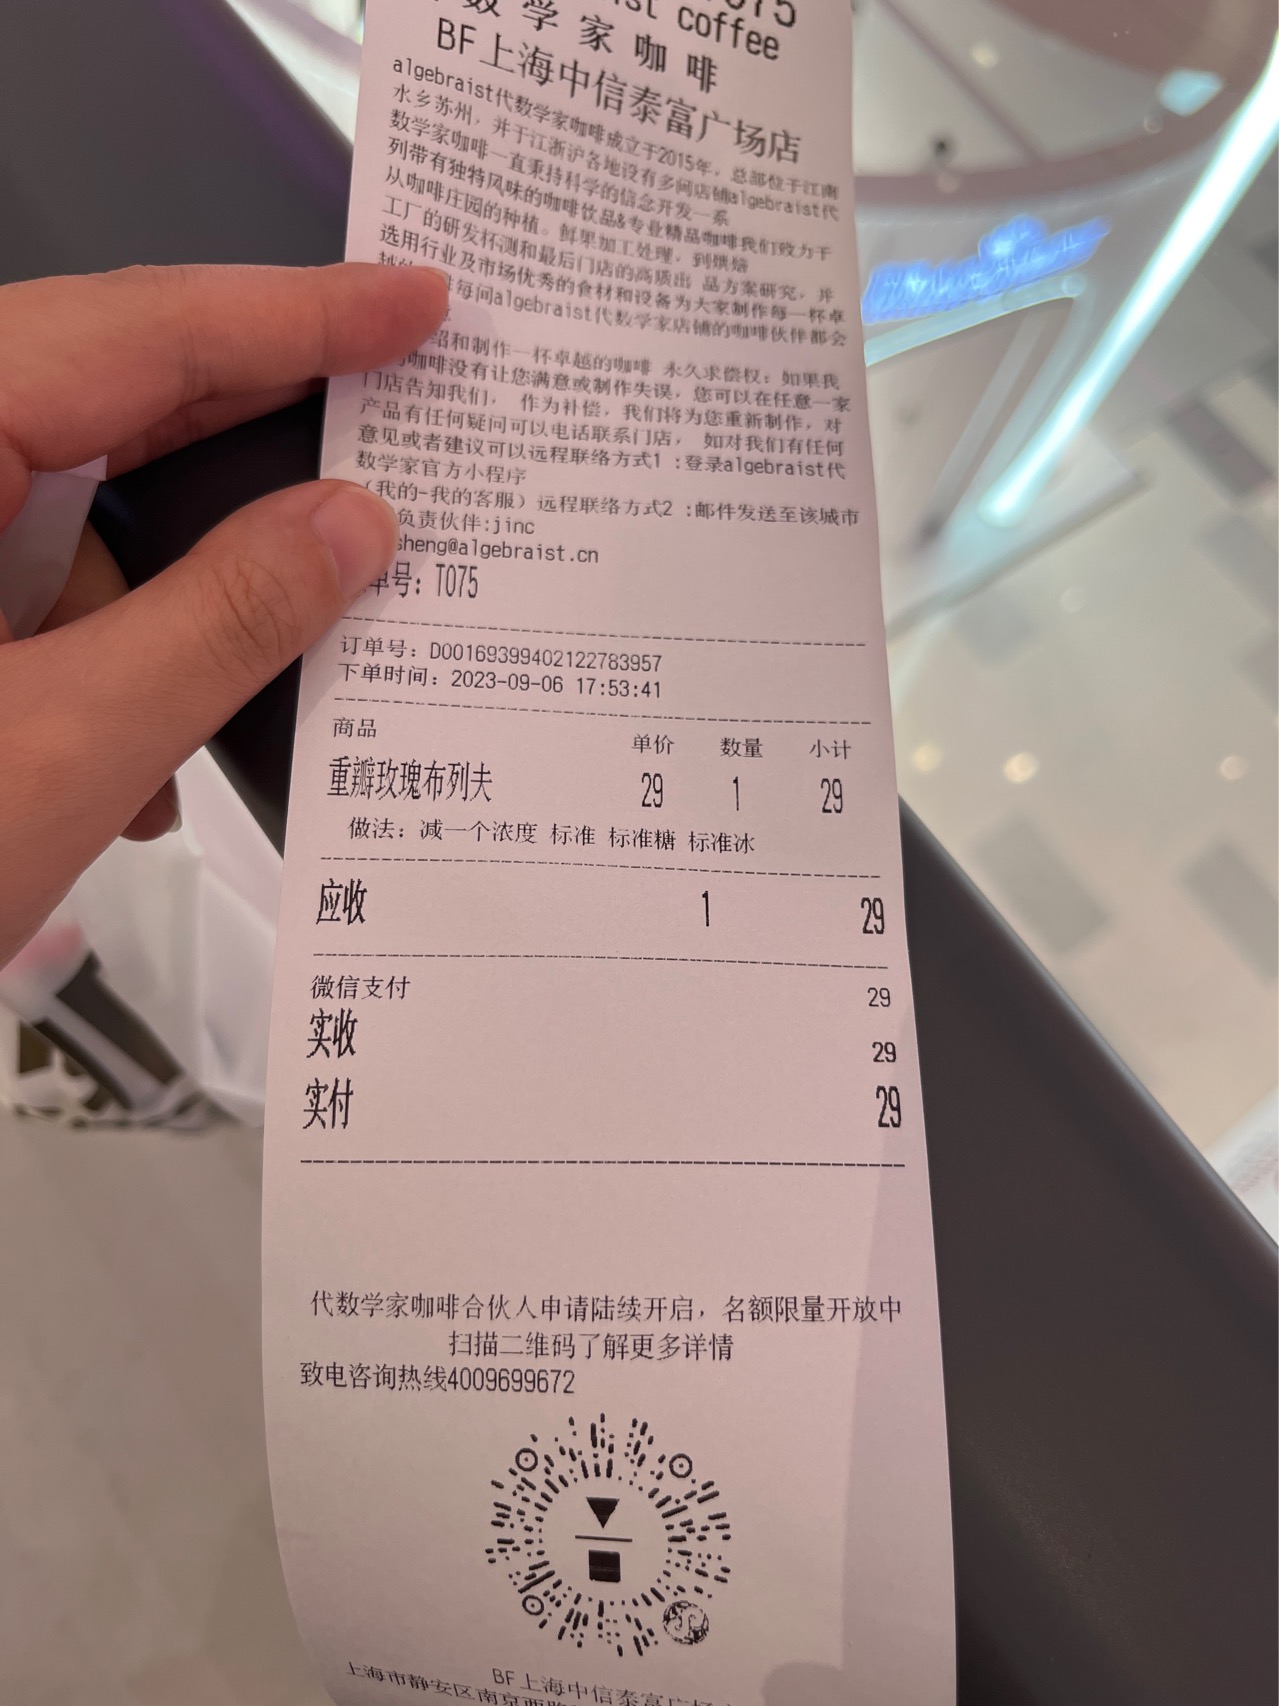 coffee
数学家咖啡
BF上海中信泰富广场店
algebraist代数学家咖啡成立于2015年，总部位于江南
水乡苏州，并于江浙沪各地设有多间店铺algebraist代
数学家咖啡一直秉持科学的信念开发一系
列带有独特风味的咖啡饮品&专业精品咖啡我们致力于
从咖啡庄园的种植。鲜果加工处理，到烘焙
工厂的研发杯测和最后门店的高质出 品方案研究，并
选用行业及市场优秀的食材和设备为大家制作每一杯卓
每间algebraist代数学家店铺的咖啡伙伴都会
绍和制作一杯卓越的咖啡 永久求偿权：如果我
咖啡没有让您满意或制作失误，您可以在任意一家
门店告知我们， 作为补偿，我们将为您重新制作，对
产品有任何疑问可以电话联系门店， 如对我们有任何
意见或者建议可以远程联络方式1 :登录algebraist代
数学家官方小程序
（我的-我的客服）远程联络方式2 :邮件发送至该城市
负责伙伴:jinc
sheng@algebraist.cn
单号：T075
订单号：D00169399402122783957
下单时间：2023-09-06 17:53:41
商品 单价 数量 小计
重瓣玫瑰布列夫 29 1 29
做法：减一个浓度 标准 标准糖 标准冰
应收 1 29
微信支付 29
实收 29
实付 29
代数学家咖啡合伙人申请陆续开启，名额限量开放中
扫描二维码了解更多详情
致电咨询热线4009699672
BF上海中信泰富广场
上海市静安区南京西路